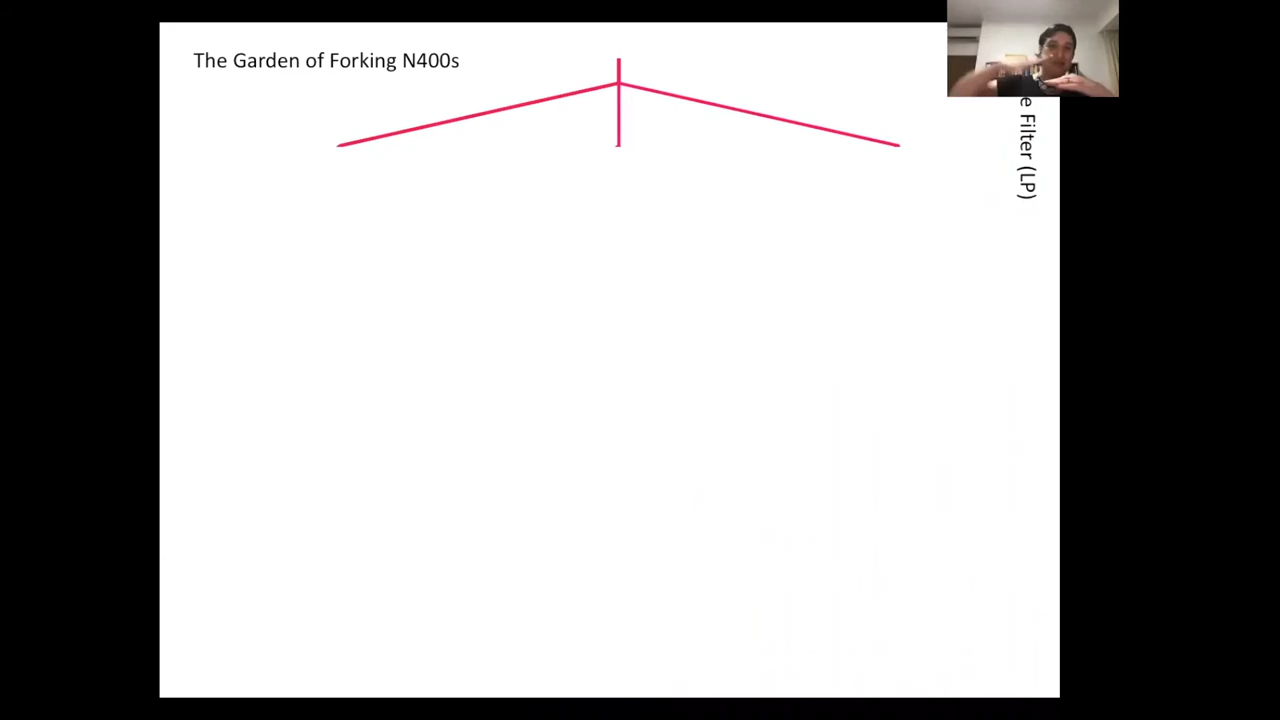 The Garden of Forking N400s
Filter (LP)